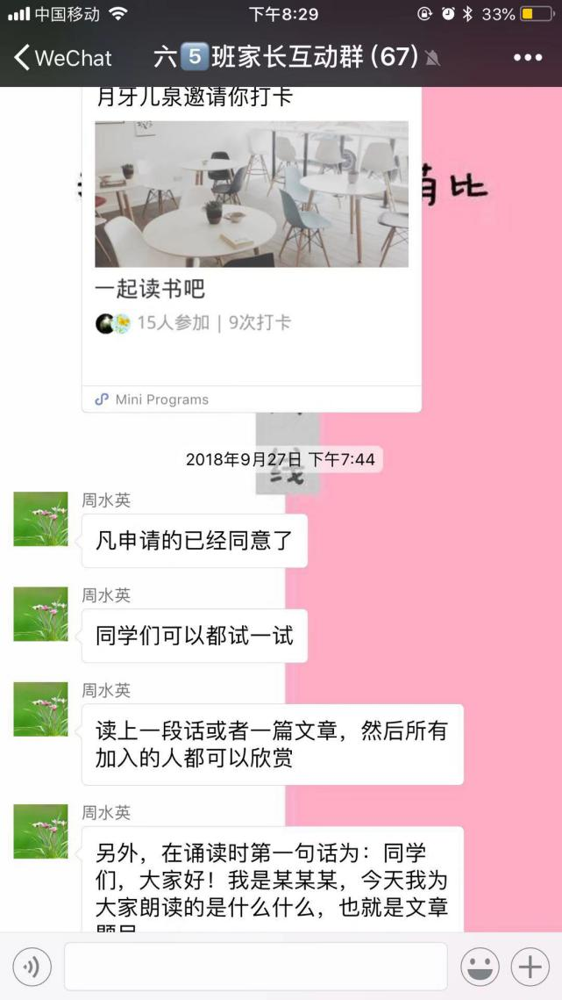 中国移动 下午8:29 33%
WeChat 六5班家长互动群(67)
月牙儿泉邀请你打卡
比
一起读书吧
15人参加 | 9次打卡
Mini Programs
2018年9月27日 下午7:44
线
周水英
凡申请的已经同意了
周水英
同学们可以都试一试
周水英
读上一段话或者一篇文章，然后所有
加入的人都可以欣赏
周水英
另外，在诵读时第一句话为：同学
们，大家好！我是某某某，今天我为
大家朗读的是什么什么，也就是文章